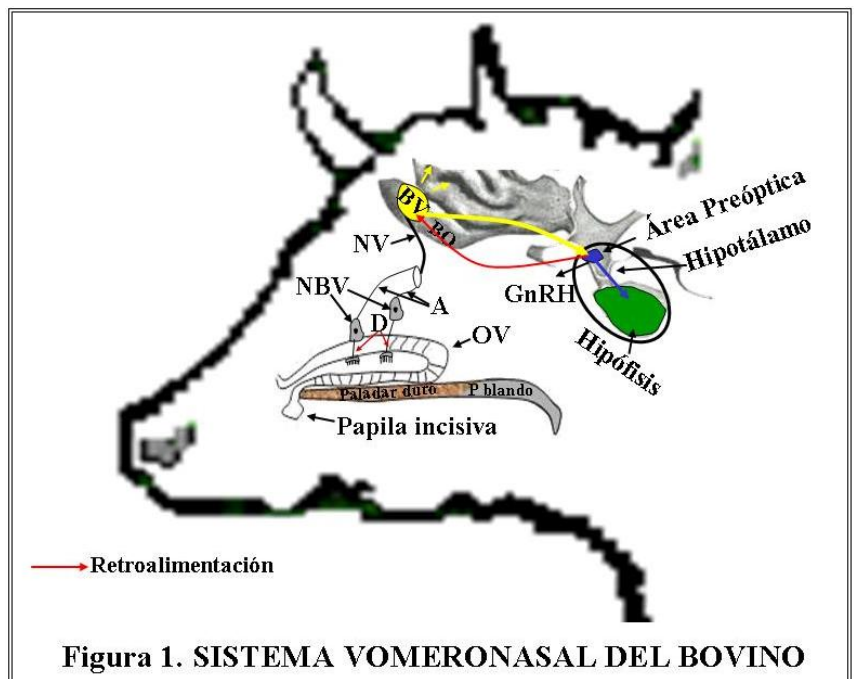 BV
BO
NV
Área Preóptica
Hipotálamo
GnRH
NBV
A
D
OV
Hipófisis
Paladar duro
P blando
Papila incisiva
Retroalimentación
Figura 1. SISTEMA VOMERONASAL DEL BOVINO